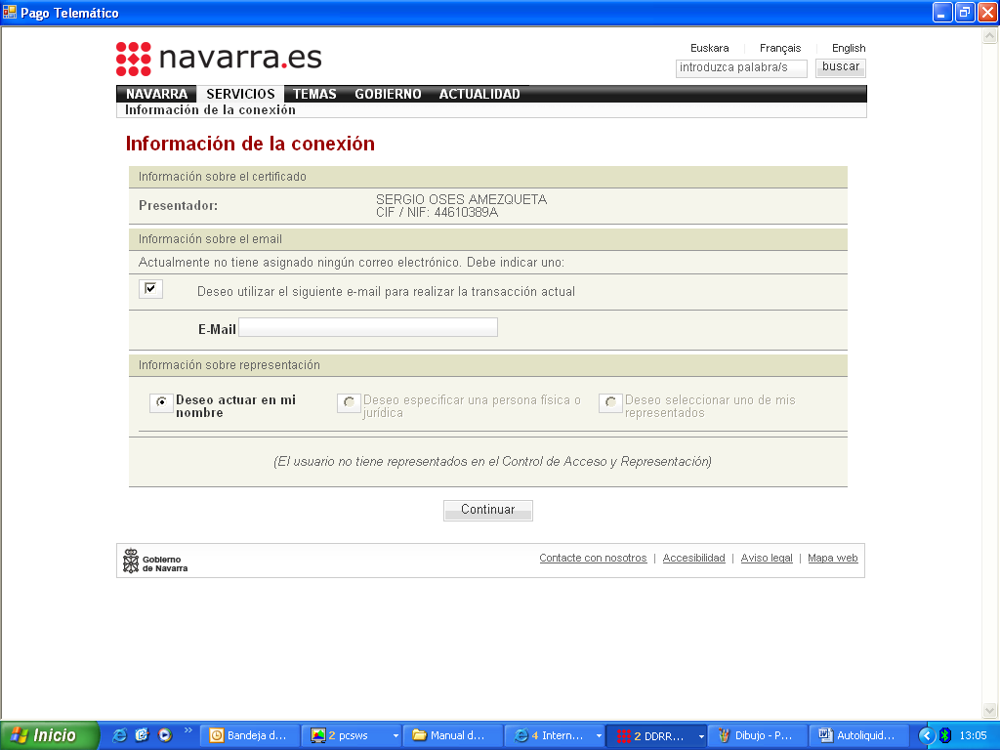 Pago Telemático
navarra.es
Euskara
Français
English
introduzca palabra/s
buscar
NAVARRA SERVICIOS TEMAS GOBIERNO ACTUALIDAD
Información de la conexión
Información de la conexión
Información sobre el certificado
Presentador:
SERGIO OSES AMEZQUETA
CIF / NIF: 44610389A
Información sobre el email
Actualmente no tiene asignado ningún correo electrónico. Debe indicar uno:
Deseo utilizar el siguiente e-mail para realizar la transacción actual
E-Mail
Información sobre representación
Deseo actuar en mi
nombre
Deseo especificar una persona física o
jurídica
Deseo seleccionar uno de mis
representados
(El usuario no tiene representados en el Control de Acceso y Representación)
Continuar
Gobierno
de Navarra
Contacte con nosotros | Accesibilidad | Aviso legal | Mapa web
Inicio
Bandeja d...
2 pcsws
Manual d...
4 Intern...
2 DDRR...
Dibujo - P...
Autoliquid...
13:05